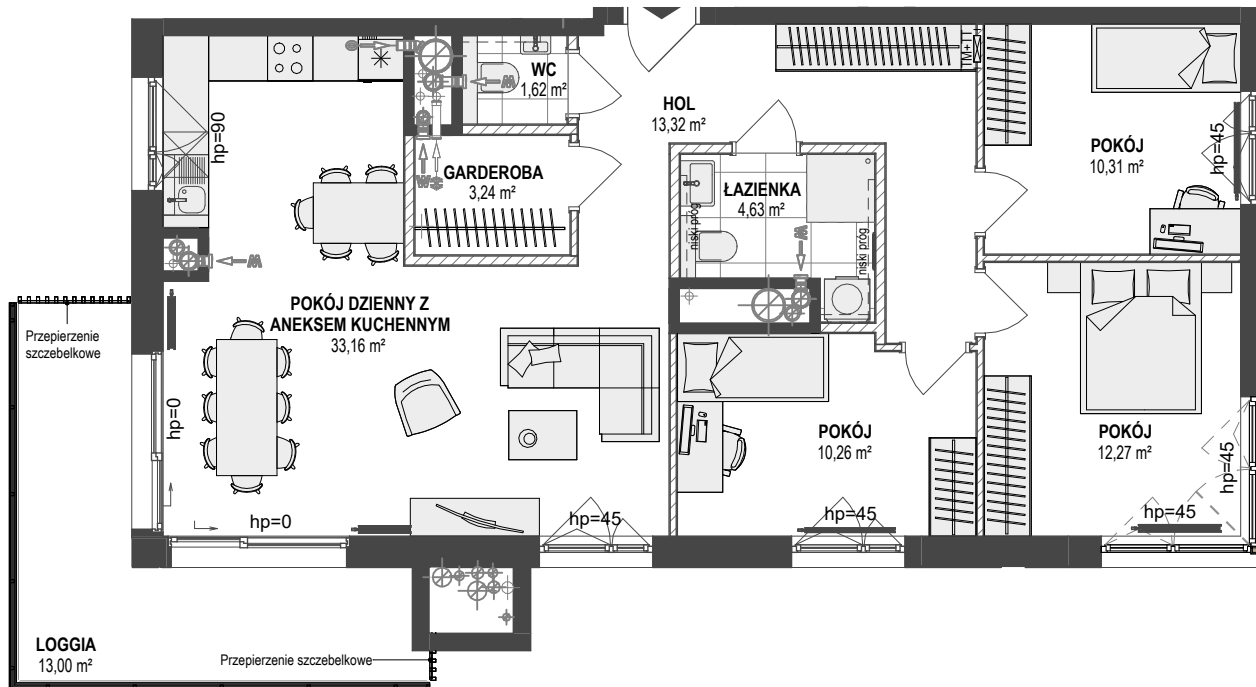 WC
1,62 m²
HOL
13,32 m²
TM+TI
POKÓJ
10,31 m²
hp=45
hp=90
W
W
GARDEROBA
3,24 m²
ŁAZIENKA
4,63 m²
niski próg
niski próg
W
W
POKÓJ DZIENNY Z
ANEKSEM KUCHENNYM
33,16 m²
Przepierzenie
szczebelkowe
hp=0
hp=0
hp=45
POKÓJ
10,26 m²
hp=45
POKÓJ
12,27 m²
hp=45
hp=45
LOGGIA
13,00 m²
Przepierzenie szczebelkowe